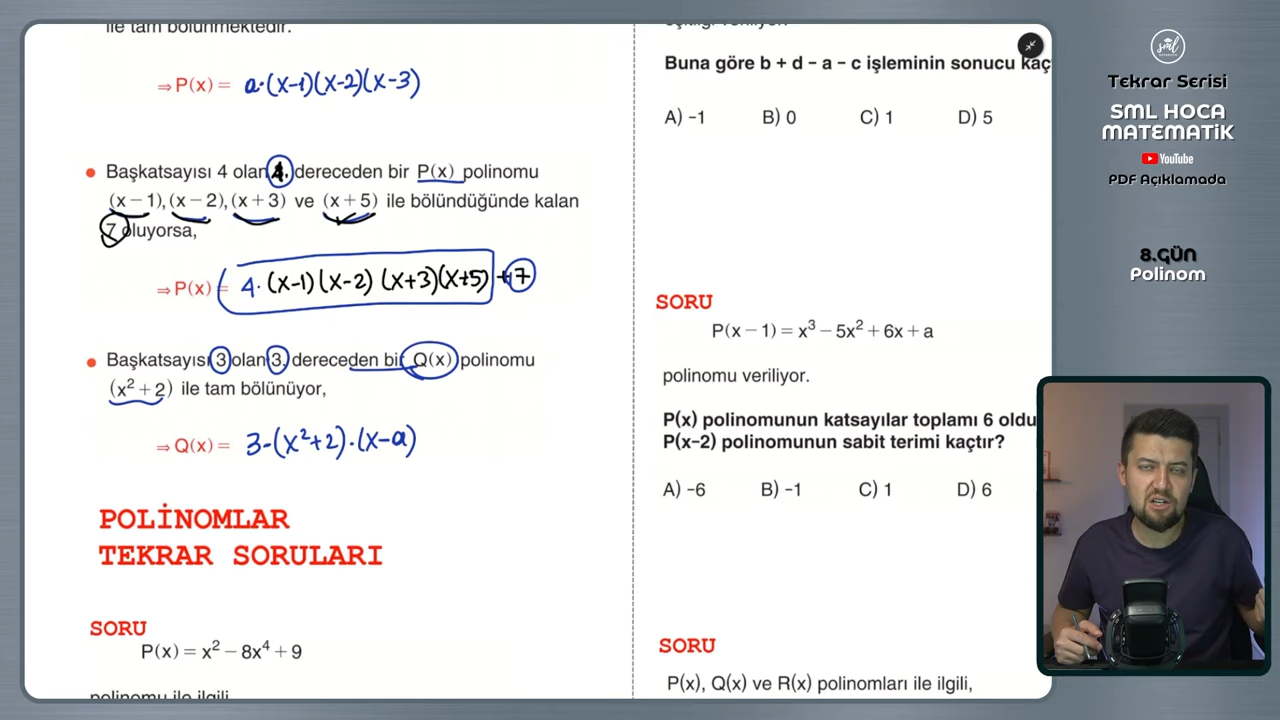 ile tam bölünmektedir.
⇒ P(x) = a·(x-1)(x-2)(x-3)
• Başkatsayısı 4 olan 4. dereceden bir P(x) polinomu
(x – 1), (x – 2), (x + 3) ve (x + 5) ile bölündüğünde kalan
7 oluyorsa,
⇒ P(x) = 4·(x-1)(x-2)(x+3)(x+5) + 7
• Başkatsayısı 3 olan 3. dereceden bir Q(x) polinomu
(x² + 2) ile tam bölünüyor,
⇒ Q(x) = 3·(x²+2)·(x-a)
POLİNOMLAR
TEKRAR SORULARI
SORU
P(x) = x² – 8x⁴ + 9
polinomu ile ilgili
Buna göre b + d – a – c işleminin sonucu kaç
A) –1 B) 0 C) 1 D) 5
SORU
P(x – 1) = x³ – 5x² + 6x + a
polinomu veriliyor.
P(x) polinomunun katsayılar toplamı 6 oldu
P(x–2) polinomunun sabit terimi kaçtır?
A) –6 B) –1 C) 1 D) 6
SORU
P(x), Q(x) ve R(x) polinomları ile ilgili,
sml
Tekrar Serisi
SML HOCA
MATEMATİK
YouTube
PDF Açıklamada
8.GÜN
Polinom